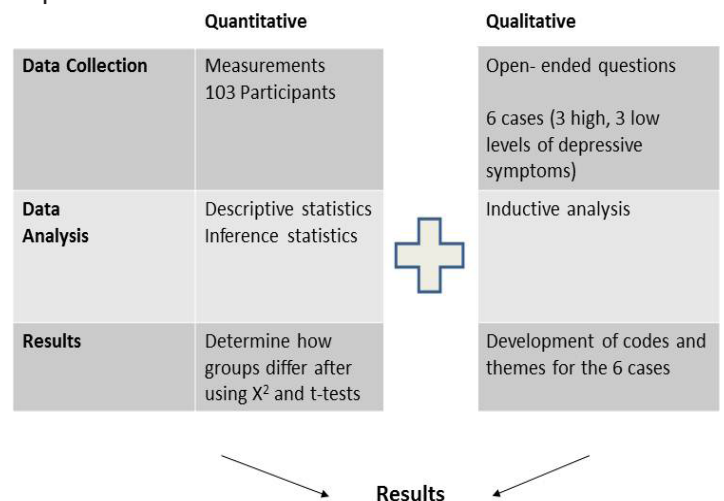 Quantitative
Qualitative
Data Collection
Measurements
103 Participants
Open- ended questions
6 cases (3 high, 3 low
levels of depressive
symptoms)
Data
Analysis
Descriptive statistics
Inference statistics
Inductive analysis
Results
Determine how
groups differ after
using X² and t-tests
Development of codes and
themes for the 6 cases
Results